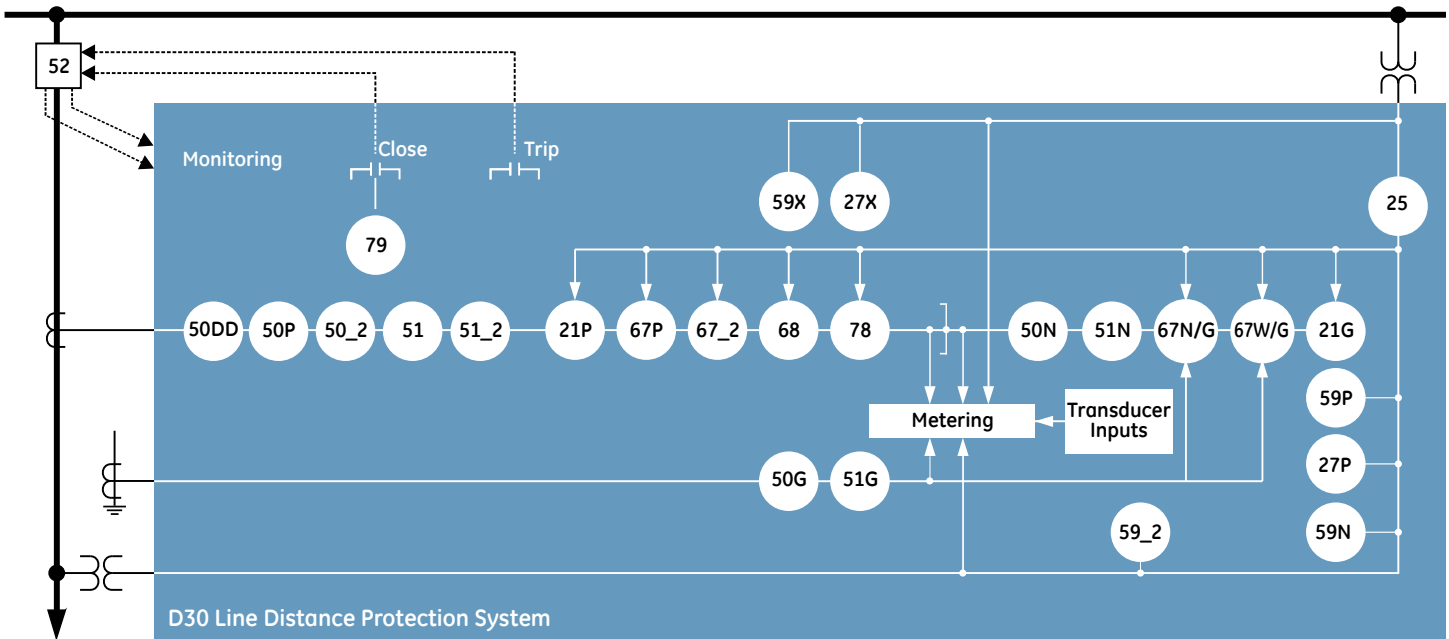 52
Monitoring
Close
Trip
59X
27X
25
79
50DD
50P
50_2
51
51_2
21P
67P
67_2
68
78
50N
51N
67N/G
67W/G
21G
59P
Metering
Transducer
Inputs
27P
50G
51G
59_2
59N
D30 Line Distance Protection System